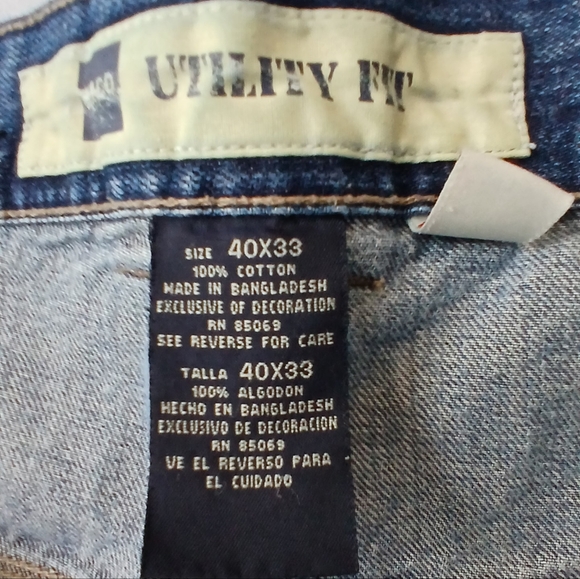 UTILITY FIT
SIZE 40X33
100% COTTON
MADE IN BANGLADESH
EXCLUSIVE OF DECORATION
RN 85069
SEE REVERSE FOR CARE
TALLA 40X33
100% ALGODON
HECHO EN BANGLADESH
EXCLUSIVO DE DECORACION
RN 85069
VE EL REVERSO PARA
EL CUIDADO